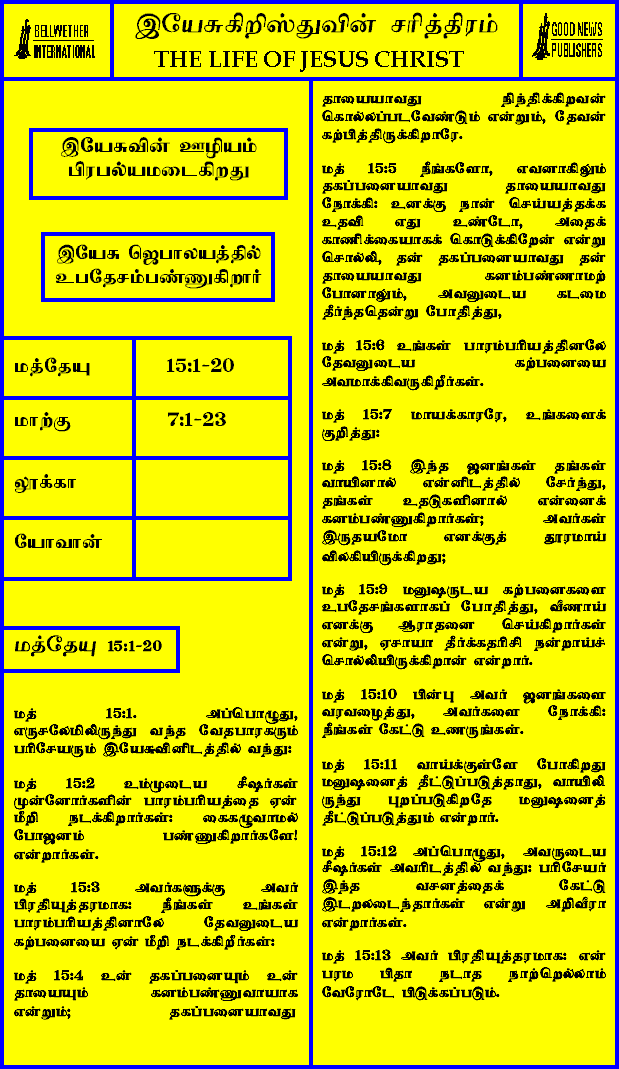 BELLWETHER
INTERNATIONAL
இயேசுகிறிஸ்துவின் சரித்திரம்
THE LIFE OF JESUS CHRIST
GOOD NEWS
PUBLISHERS
இயேசுவின் ஊழியம்
பிரபல்யமடைகிறது
இயேசு ஜெபாலயத்தில்
உபதேசம்பண்ணுகிறார்
மத்தேயு 15:1-20
மாற்கு 7:1-23
லூக்கா
யோவான்
மத்தேயு 15:1-20
மத் 15:1. அப்பொழுது,
எருசலேமிலிருந்து வந்த வேதபாரகரும்
பரிசேயரும் இயேசுவினிடத்தில் வந்து:
மத் 15:2 உம்முடைய சீஷர்கள்
முன்னோர்களின் பாரம்பரியத்தை ஏன்
மீறி நடக்கிறார்கள்: கைகழுவாமல்
போஜனம் பண்ணுகிறார்களே!
என்றார்கள்.
மத் 15:3 அவர்களுக்கு அவர்
பிரதியுத்தரமாக: நீங்கள் உங்கள்
பாரம்பரியத்தினாலே தேவனுடைய
கற்பனையை ஏன் மீறி நடக்கிறீர்கள்:
மத் 15:4 உன் தகப்பனையும் உன்
தாயையும் கனம்பண்ணுவாயாக
என்றும்; தகப்பனையாவது
தாயையாவது நிந்திக்கிறவன்
கொல்லப்படவேண்டும் என்றும், தேவன்
கற்பித்திருக்கிறாரே.
மத் 15:5 நீங்களோ, எவனாகிலும்
தகப்பனையாவது தாயையாவது
நோக்கி: உனக்கு நான் செய்யத்தக்க
உதவி எது உண்டோ, அதைக்
காணிக்கையாகக் கொடுக்கிறேன் என்று
சொல்லி, தன் தகப்பனையாவது தன்
தாயையாவது கனம்பண்ணாமற்
போனாலும், அவனுடைய கடமை
தீர்ந்ததென்று போதித்து,
மத் 15:6 உங்கள் பாரம்பரியத்தினாலே
தேவனுடைய கற்பனையை
அவமாக்கிவருகிறீர்கள்.
மத் 15:7 மாயக்காரரே, உங்களைக்
குறித்து:
மத் 15:8 இந்த ஜனங்கள் தங்கள்
வாயினால் என்னிடத்தில் சேர்ந்து,
தங்கள் உதடுகளினால் என்னைக்
கனம்பண்ணுகிறார்கள்; அவர்கள்
இருதயமோ எனக்குத் தூரமாய்
விலகியிருக்கிறது;
மத் 15:9 மனுஷருடைய கற்பனைகளை
உபதேசங்களாகப் போதித்து, வீணாய்
எனக்கு ஆராதனை செய்கிறார்கள்
என்று, ஏசாயா தீர்க்கதரிசி நன்றாய்ச்
சொல்லியிருக்கிறான் என்றார்.
மத் 15:10 பின்பு அவர் ஜனங்களை
வரவழைத்து, அவர்களை நோக்கி:
நீங்கள் கேட்டு உணருங்கள்.
மத் 15:11 வாய்க்குள்ளே போகிறது
மனுஷனைத் தீட்டுப்படுத்தாது, வாயிலி
ருந்து புறப்படுகிறதே மனுஷனைத்
தீட்டுப்படுத்தும் என்றார்.
மத் 15:12 அப்பொழுது, அவருடைய
சீஷர்கள் அவரிடத்தில் வந்து: பரிசேயர்
இந்த வசனத்தைக் கேட்டு
இடறலடைந்தார்கள் என்று அறிவீரா
என்றார்கள்.
மத் 15:13 அவர் பிரதியுத்தரமாக: என்
பரம பிதா நடாத நாற்றெல்லாம்
வேரோடே பிடுக்கப்படும்.